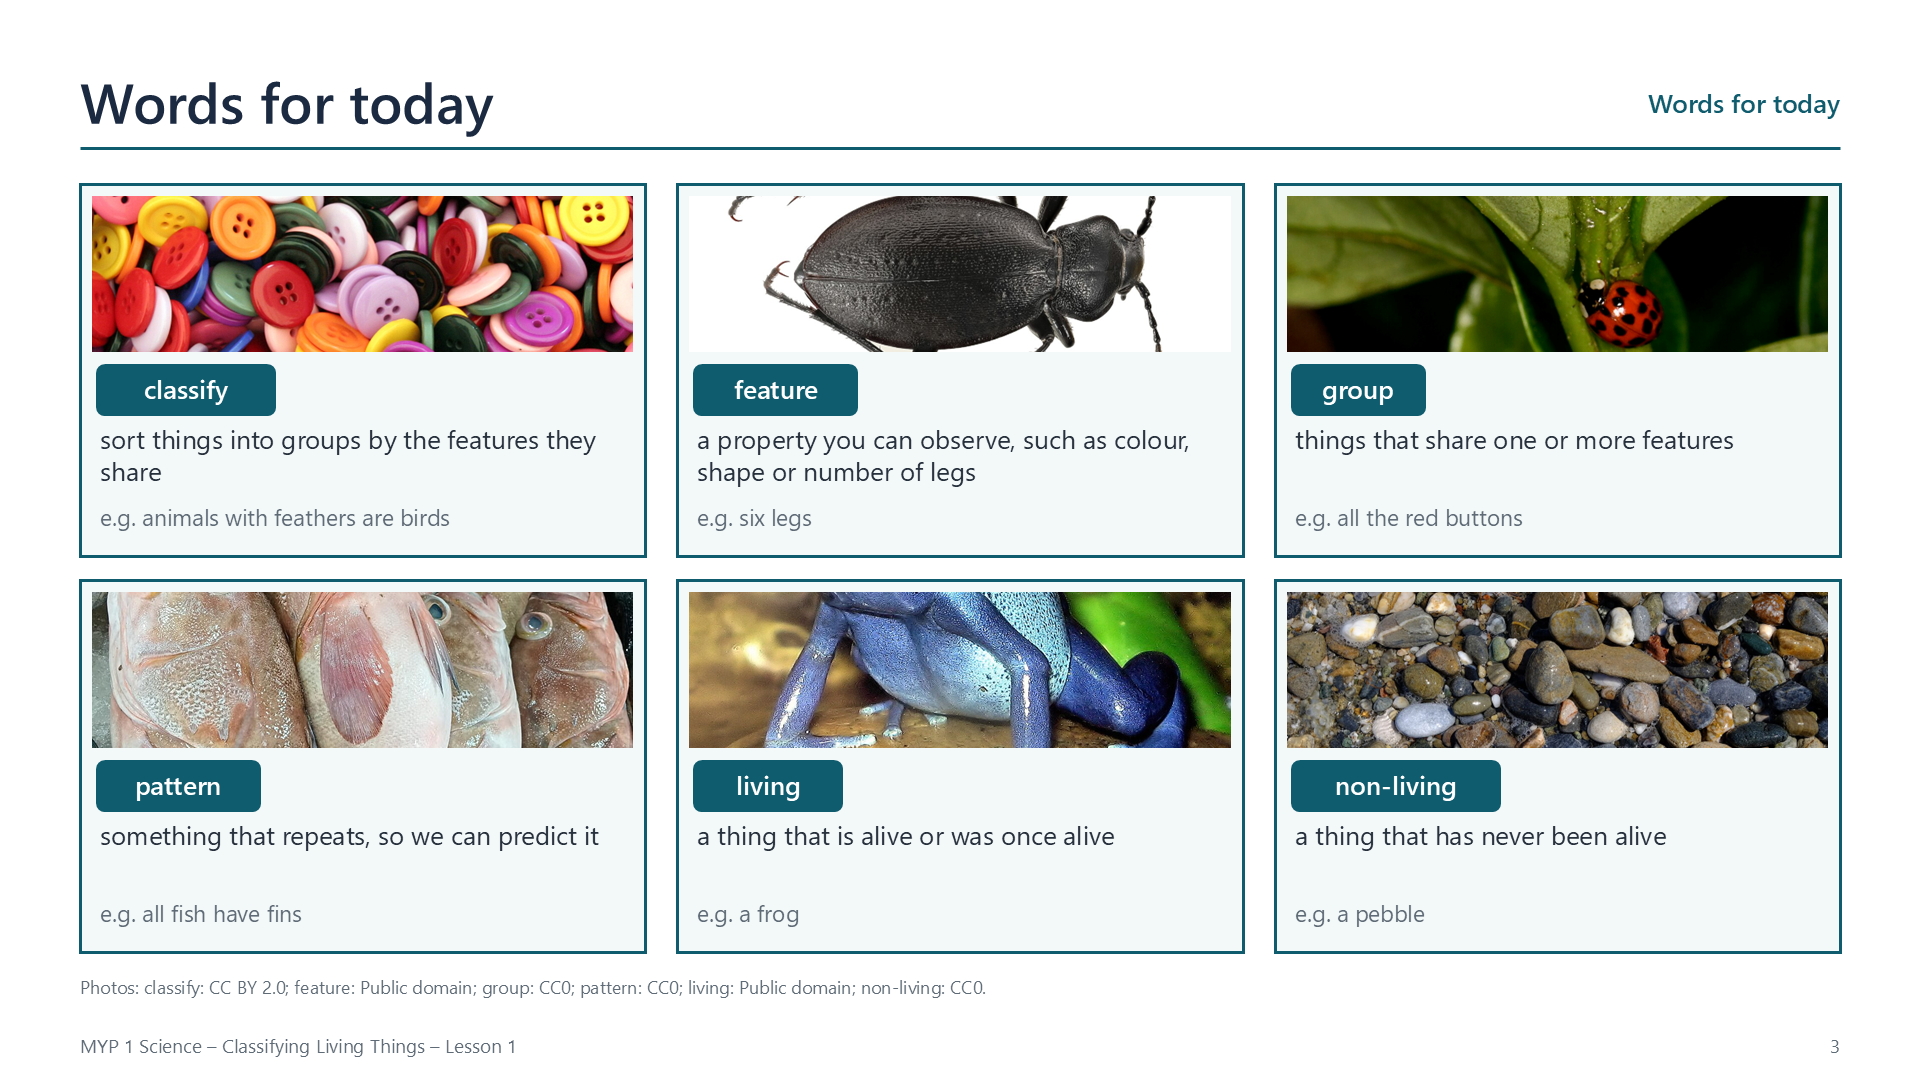 Words for today
Words for today
classify
sort things into groups by the features they
share
e.g. animals with feathers are birds
feature
a property you can observe, such as colour,
shape or number of legs
e.g. six legs
group
things that share one or more features
e.g. all the red buttons
pattern
something that repeats, so we can predict it
e.g. all fish have fins
living
a thing that is alive or was once alive
e.g. a frog
non-living
a thing that has never been alive
e.g. a pebble
Photos: classify: CC BY 2.0; feature: Public domain; group: CC0; pattern: CC0; living: Public domain; non-living: CC0.
MYP 1 Science – Classifying Living Things – Lesson 1
3